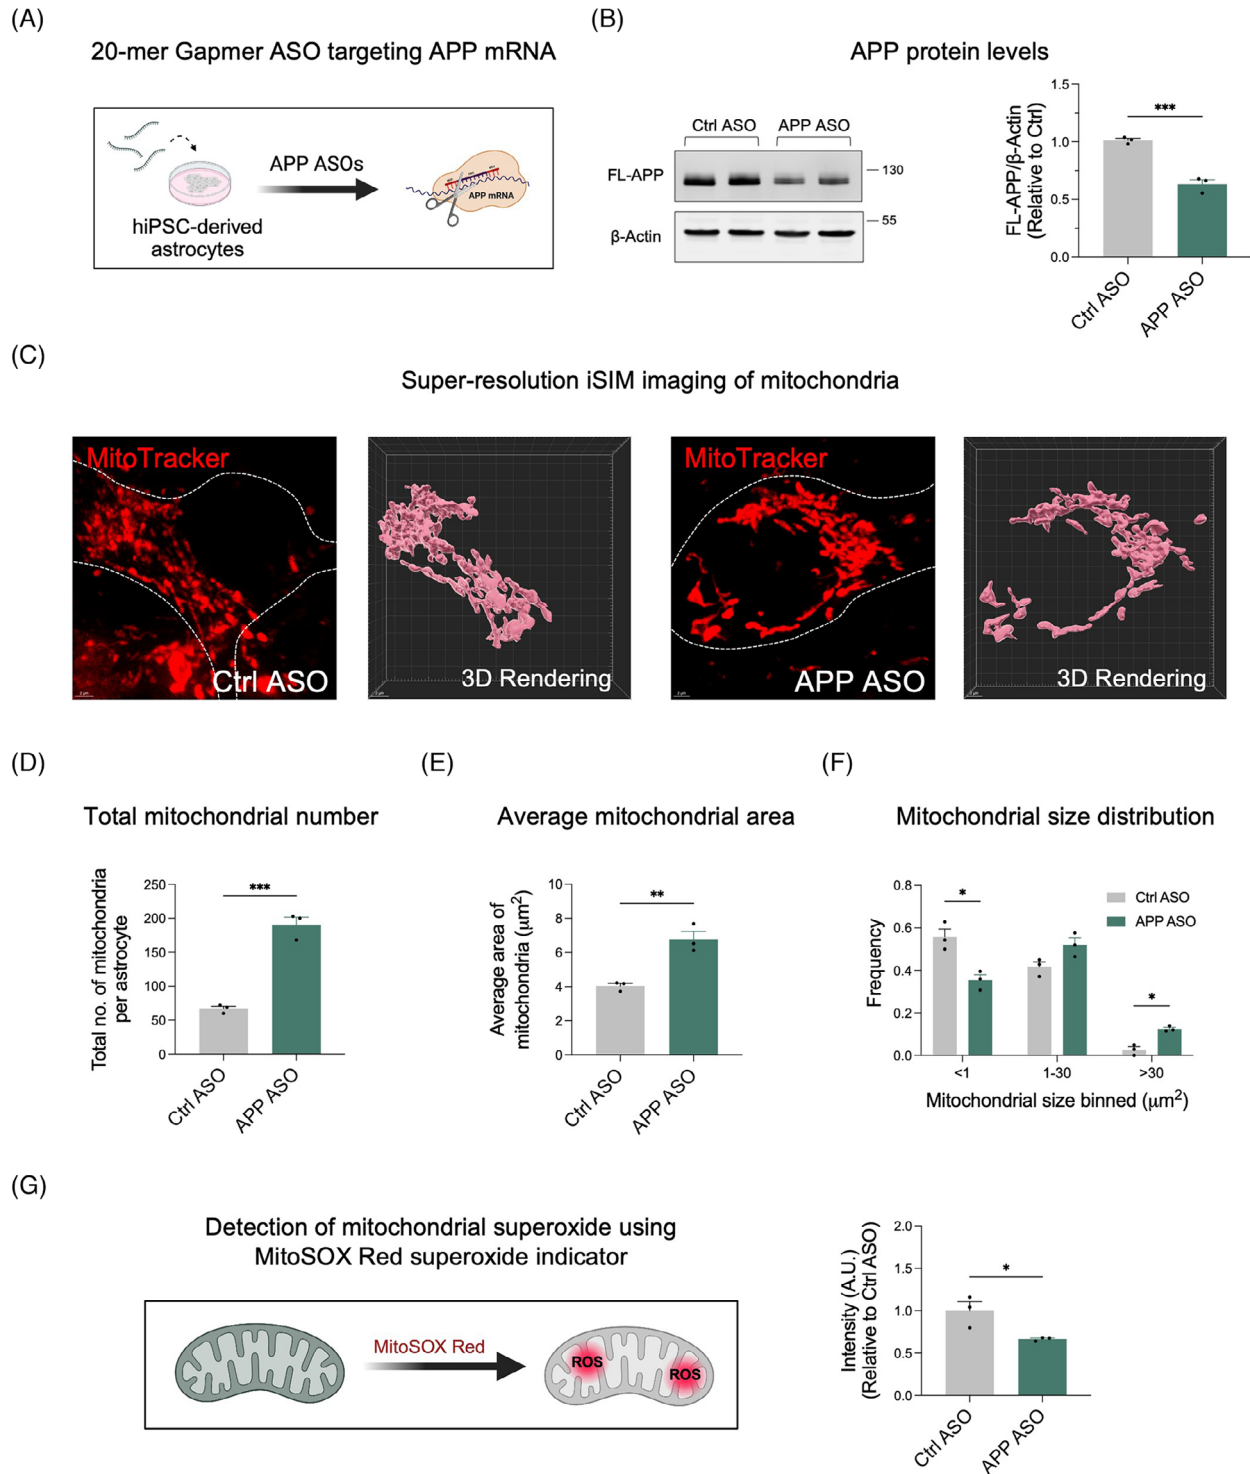 (A)
20-mer Gapmer ASO targeting APP mRNA
APP ASOs
hiPSC-derived
astrocytes
APP mRNA
(B)
APP protein levels
Ctrl ASO APP ASO
FL-APP
130
55
β-Actin
FL-APP/β-Actin
(Relative to Ctrl)
1.5
1.0
0.5
0.0
***
Ctrl ASO
APP ASO
(C)
Super-resolution iSIM imaging of mitochondria
MitoTracker
Ctrl ASO
2 μm
3D Rendering
2 μm
MitoTracker
APP ASO
2 μm
3D Rendering
2 μm
(D)
Total mitochondrial number
Total no. of mitochondria
per astrocyte
250
200
150
100
50
0
***
Ctrl ASO
APP ASO
(E)
Average mitochondrial area
Average area of
mitochondria (μm²)
10
8
6
4
2
0
**
Ctrl ASO
APP ASO
(F)
Mitochondrial size distribution
Frequency
0.8
0.6
0.4
0.2
0.0
*
*
Ctrl ASO
APP ASO
<1 1-30 >30
Mitochondrial size binned (μm²)
(G)
Detection of mitochondrial superoxide using
MitoSOX Red superoxide indicator
MitoSOX Red
ROS
ROS
Intensity (A.U.)
(Relative to Ctrl ASO)
2.0
1.5
1.0
0.5
0.0
*
Ctrl ASO
APP ASO